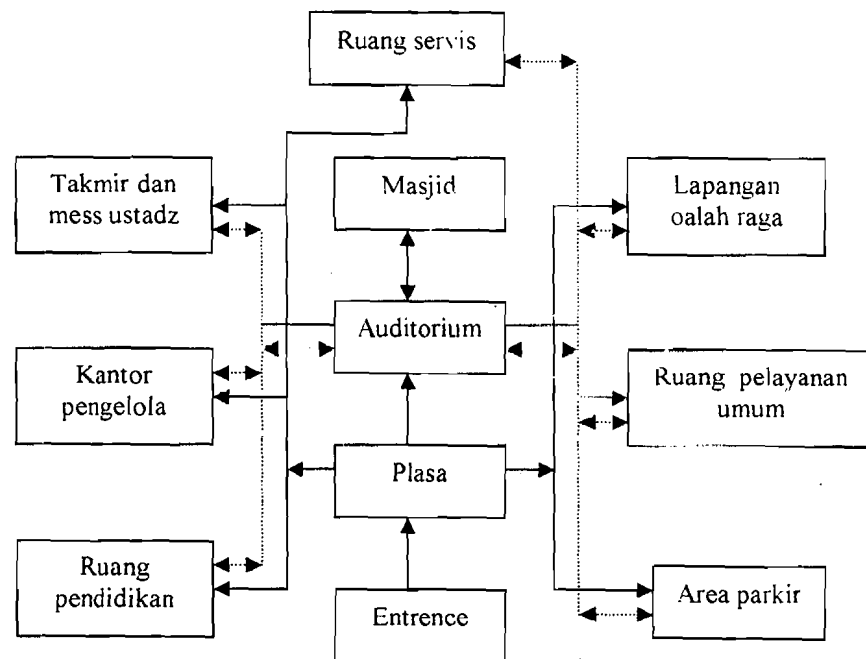 Ruang servis
Takmir dan
mess ustadz
Masjid
Lapangan
oalah raga
Auditorium
Kantor
pengelola
Ruang pelayanan
umum
Plasa
Ruang
pendidikan
Entrence
Area parkir